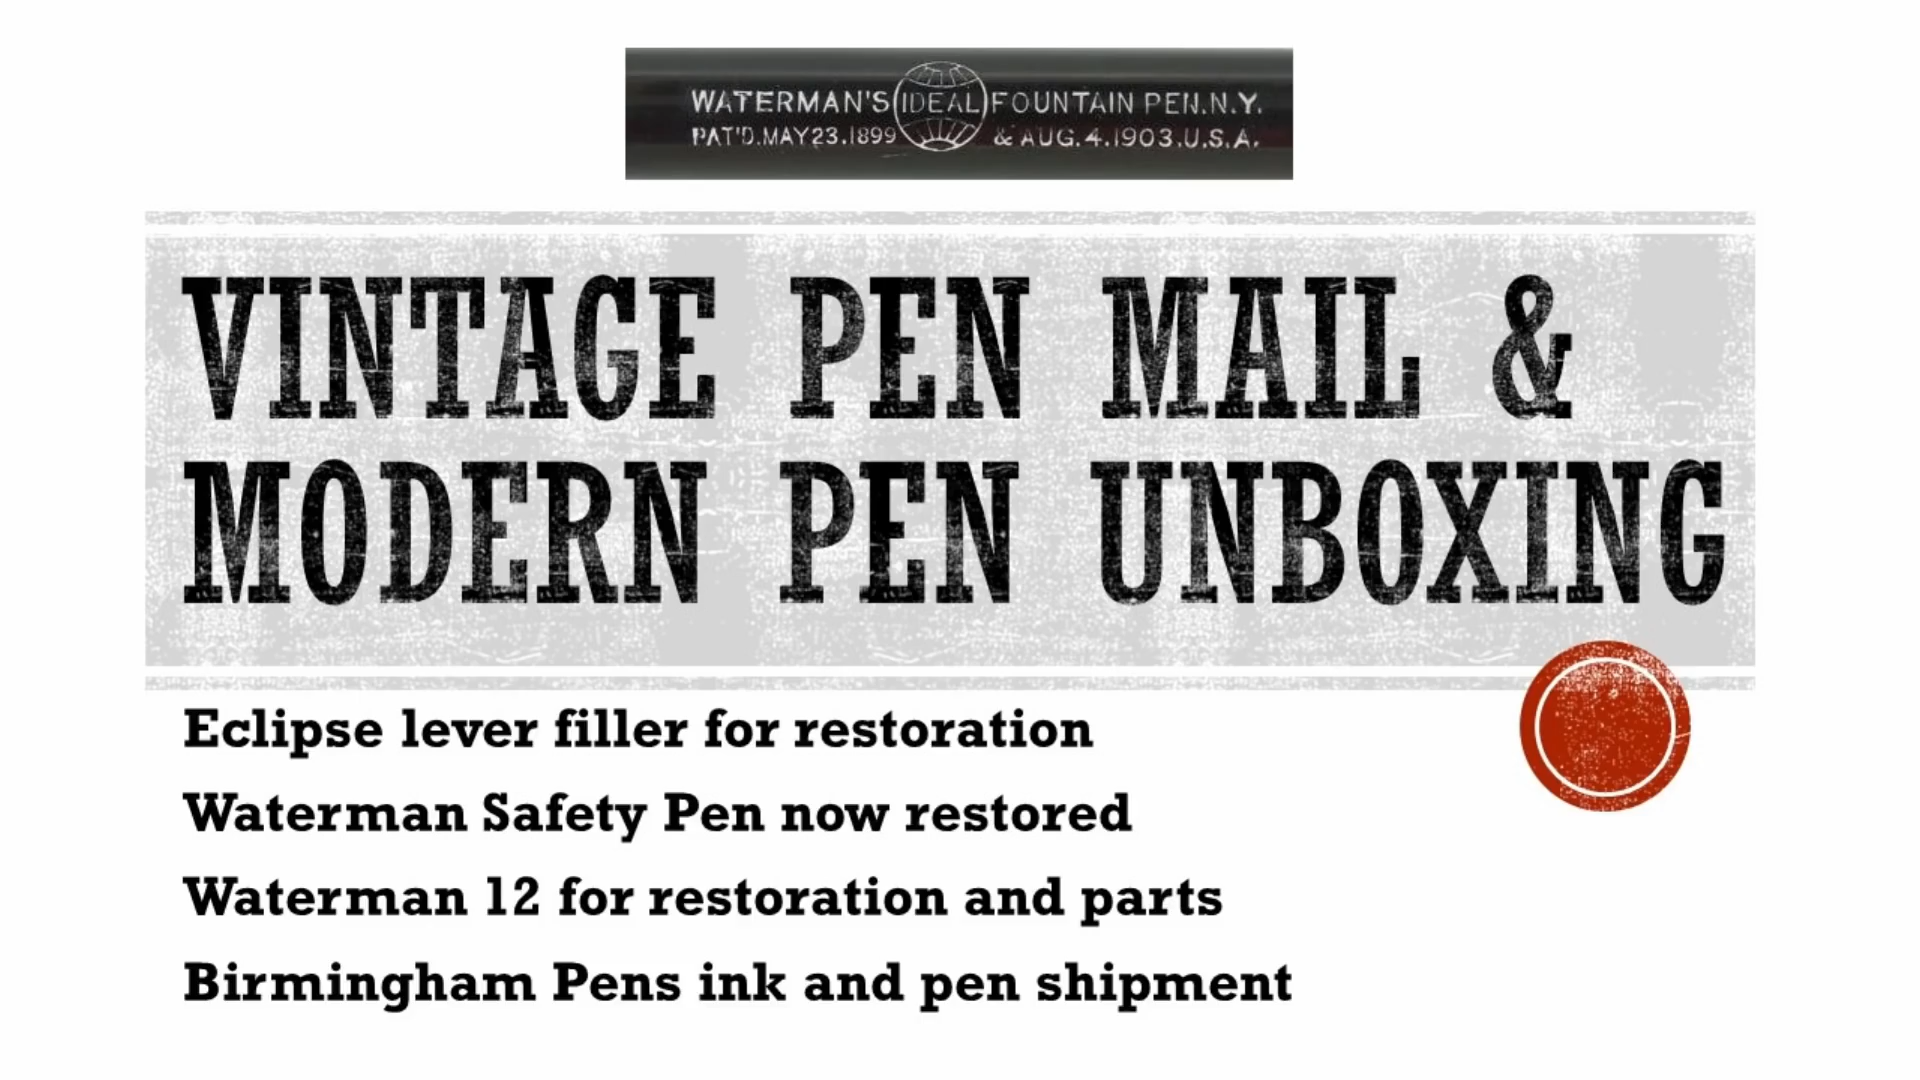 WATERMAN'S IDEAL FOUNTAIN PEN.N.Y.
PAT'D.MAY23.1899 & AUG.4.1903.U.S.A.
VINTAGE PEN MAIL &
MODERN PEN UNBOXING
Eclipse lever filler for restoration
Waterman Safety Pen now restored
Waterman 12 for restoration and parts
Birmingham Pens ink and pen shipment